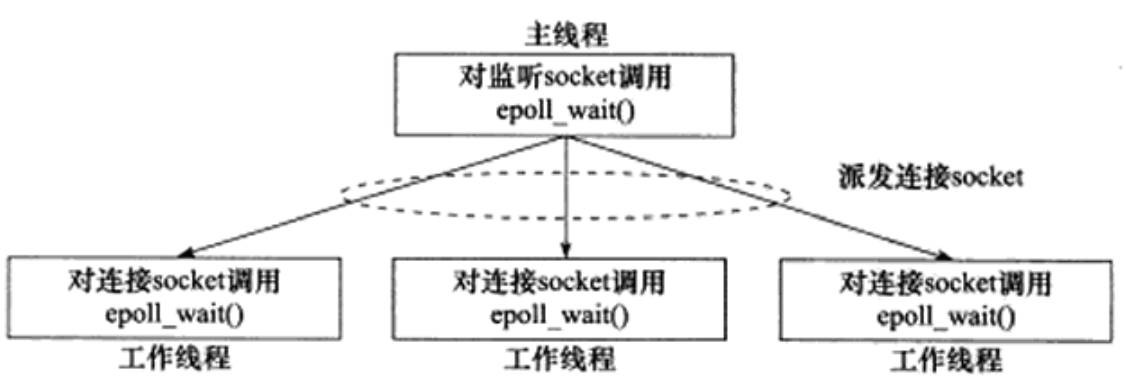 主线程
对监听socket调用
epoll_wait()
派发连接socket
对连接socket调用
epoll_wait()
工作线程
对连接socket调用
epoll_wait()
工作线程
对连接socket调用
epoll_wait()
工作线程